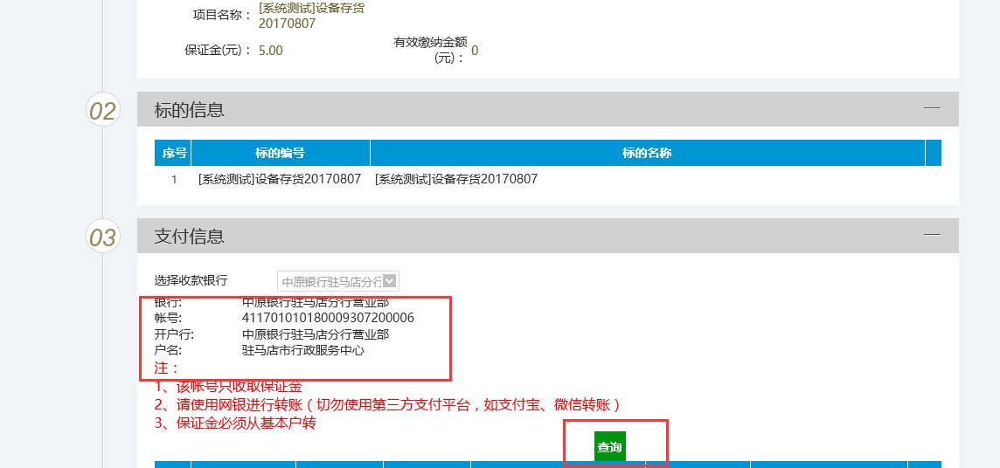 项目名称： [系统测试]设备存货
20170807
保证金(元)： 5.00 有效缴纳金额
(元)： 0
02 标的信息
序号 标的编号 标的名称
1 [系统测试]设备存货20170807 [系统测试]设备存货20170807
03 支付信息
选择收款银行 中原银行驻马店分行
银行: 中原银行驻马店分行营业部
帐号: 411701010180009307200006
开户行: 中原银行驻马店分行营业部
户名: 驻马店市行政服务中心
注：
1、该帐号只收取保证金
2、请使用网银进行转账（切勿使用第三方支付平台，如支付宝、微信转账）
3、保证金必须从基本户转
查询